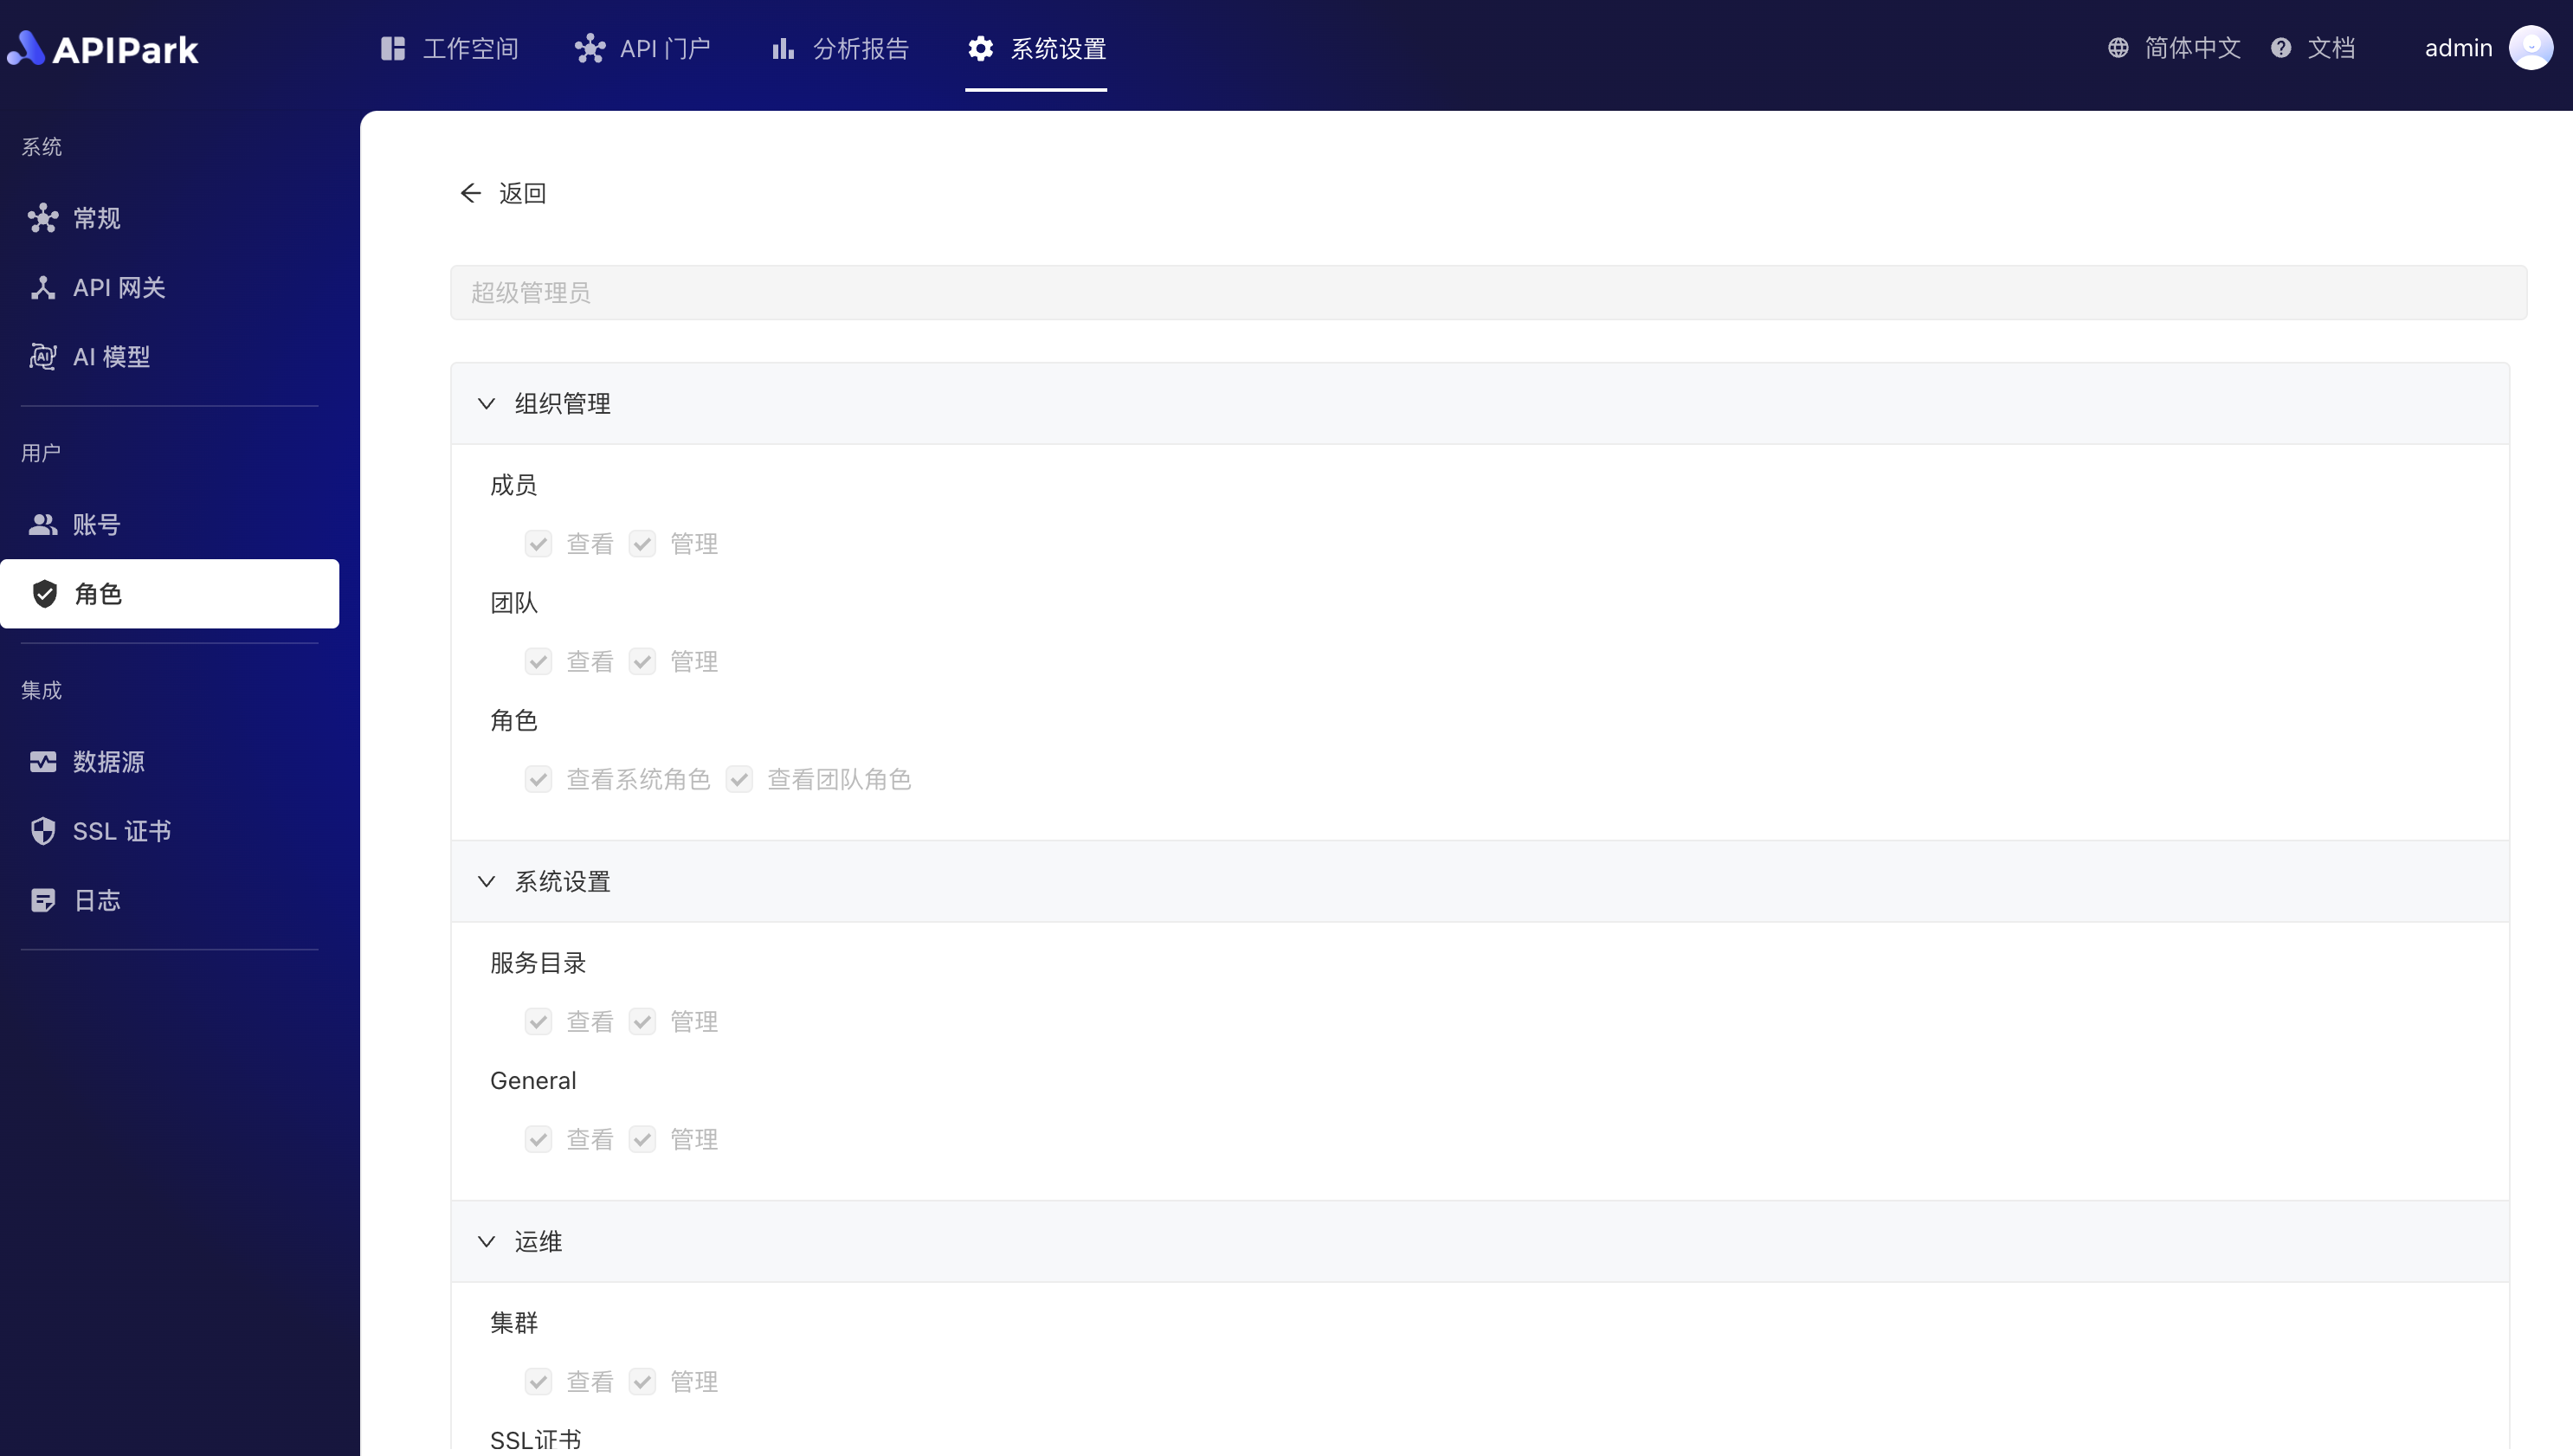 APIPark
工作空间
API 门户
分析报告
系统设置
简体中文
文档
admin
系统
常规
API 网关
AI 模型
用户
账号
角色
集成
数据源
SSL 证书
日志
返回
超级管理员
组织管理
成员
查看 管理
团队
查看 管理
角色
查看系统角色 查看团队角色
系统设置
服务目录
查看 管理
General
查看 管理
运维
集群
查看 管理
SSL证书